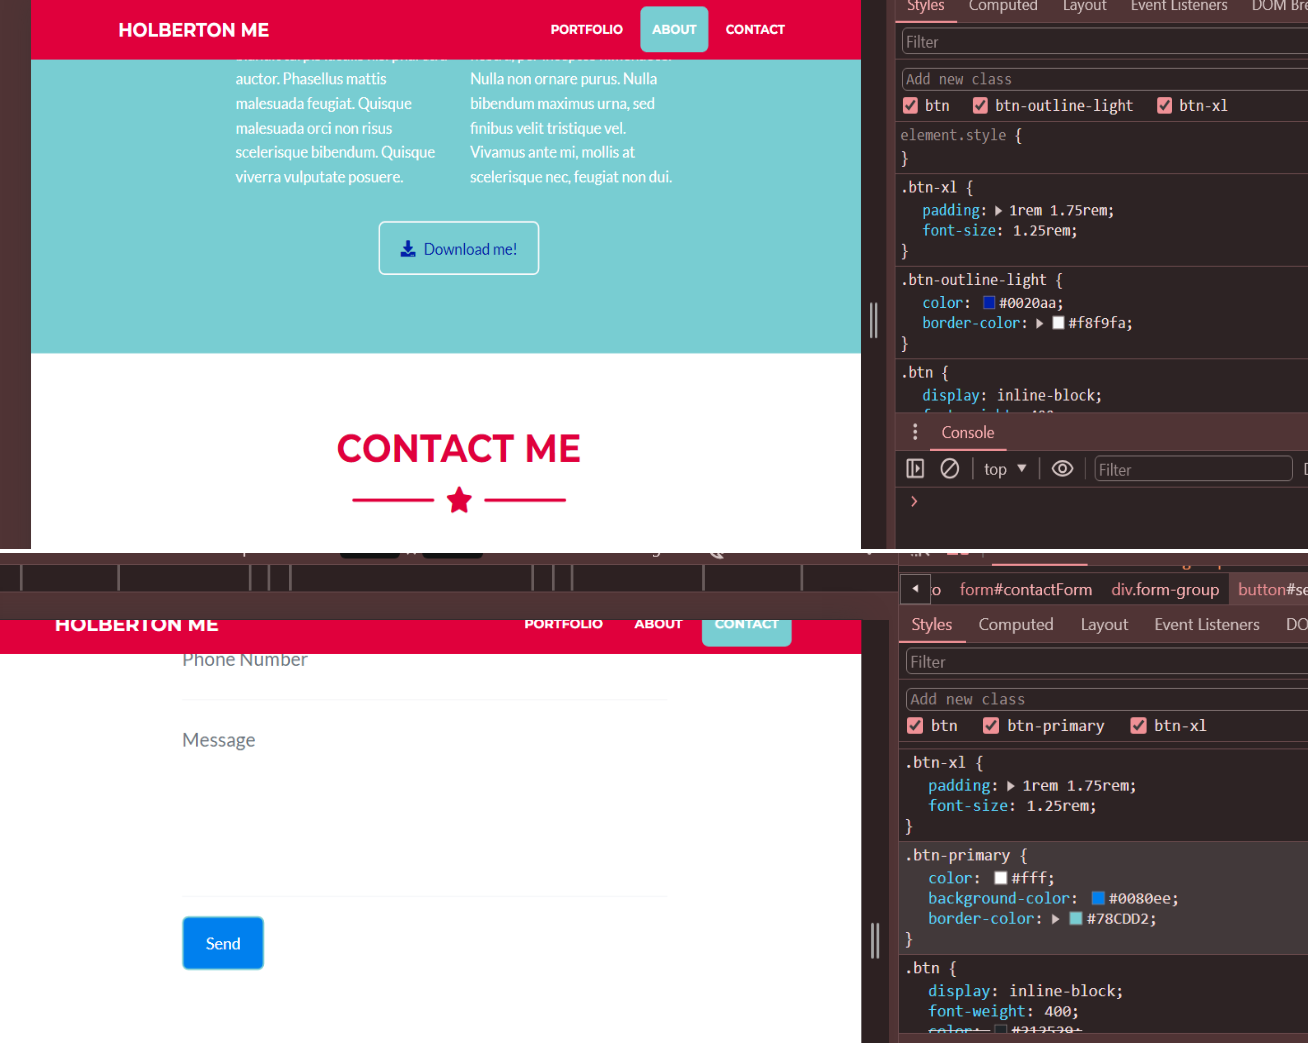 HOLBERTON ME
PORTFOLIO
ABOUT
CONTACT
auctor. Phasellus mattis
malesuada feugiat. Quisque
malesuada orci non risus
scelerisque bibendum. Quisque
viverra vulputate posuere.
Nulla non ornare purus. Nulla
bibendum maximus urna, sed
finibus velit tristique vel.
Vivamus ante mi, mollis at
scelerisque nec, feugiat non dui.
Download me!
CONTACT ME
Styles Computed Layout Event Listeners DOM Bre
Filter
Add new class
btn btn-outline-light btn-xl
element.style {
}
.btn-xl {
padding: 1rem 1.75rem;
font-size: 1.25rem;
}
.btn-outline-light {
color: #0020aa;
border-color: #f8f9fa;
}
.btn {
display: inline-block;
Console
top Filter
HOLBERTON ME
PORTFOLIO
ABOUT
CONTACT
Phone Number
Message
Send
o form#contactForm div.form-group button#se
Styles Computed Layout Event Listeners DO
Filter
Add new class
btn btn-primary btn-xl
.btn-xl {
padding: 1rem 1.75rem;
font-size: 1.25rem;
}
.btn-primary {
color: #fff;
background-color: #0080ee;
border-color: #78CDD2;
}
.btn {
display: inline-block;
font-weight: 400;
color: #212529;